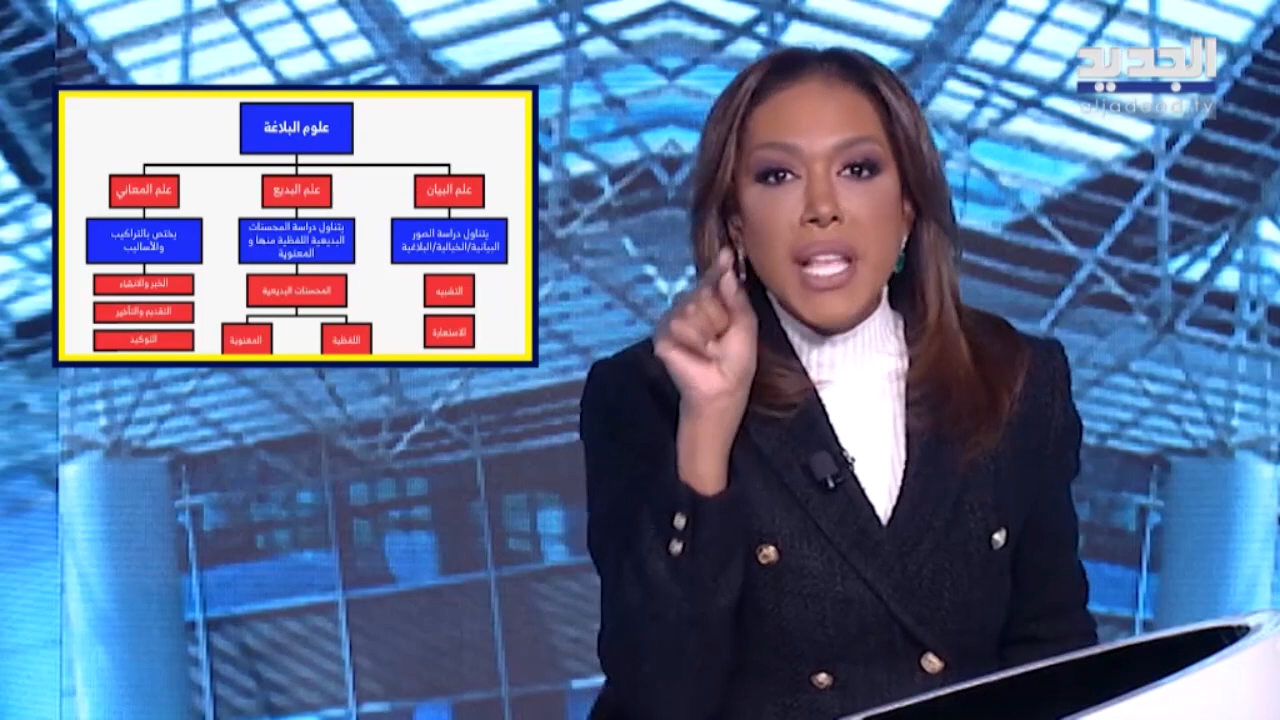 الجديد
aljadeed.tv
علوم البلاغة
علم البيان
علم البديع
علم المعاني
يتناول دراسة الصور
البيانية/الخيالية/البلاغية
يتناول دراسة المحسنات
البديعية اللفظية منها و
المعنوية
يختص بالتراكيب
والأساليب
التشبيه
الاستعارة
المحسنات البديعية
اللفظية
المعنوية
الخبر والانشاء
التقديم والتأخير
التوكيد